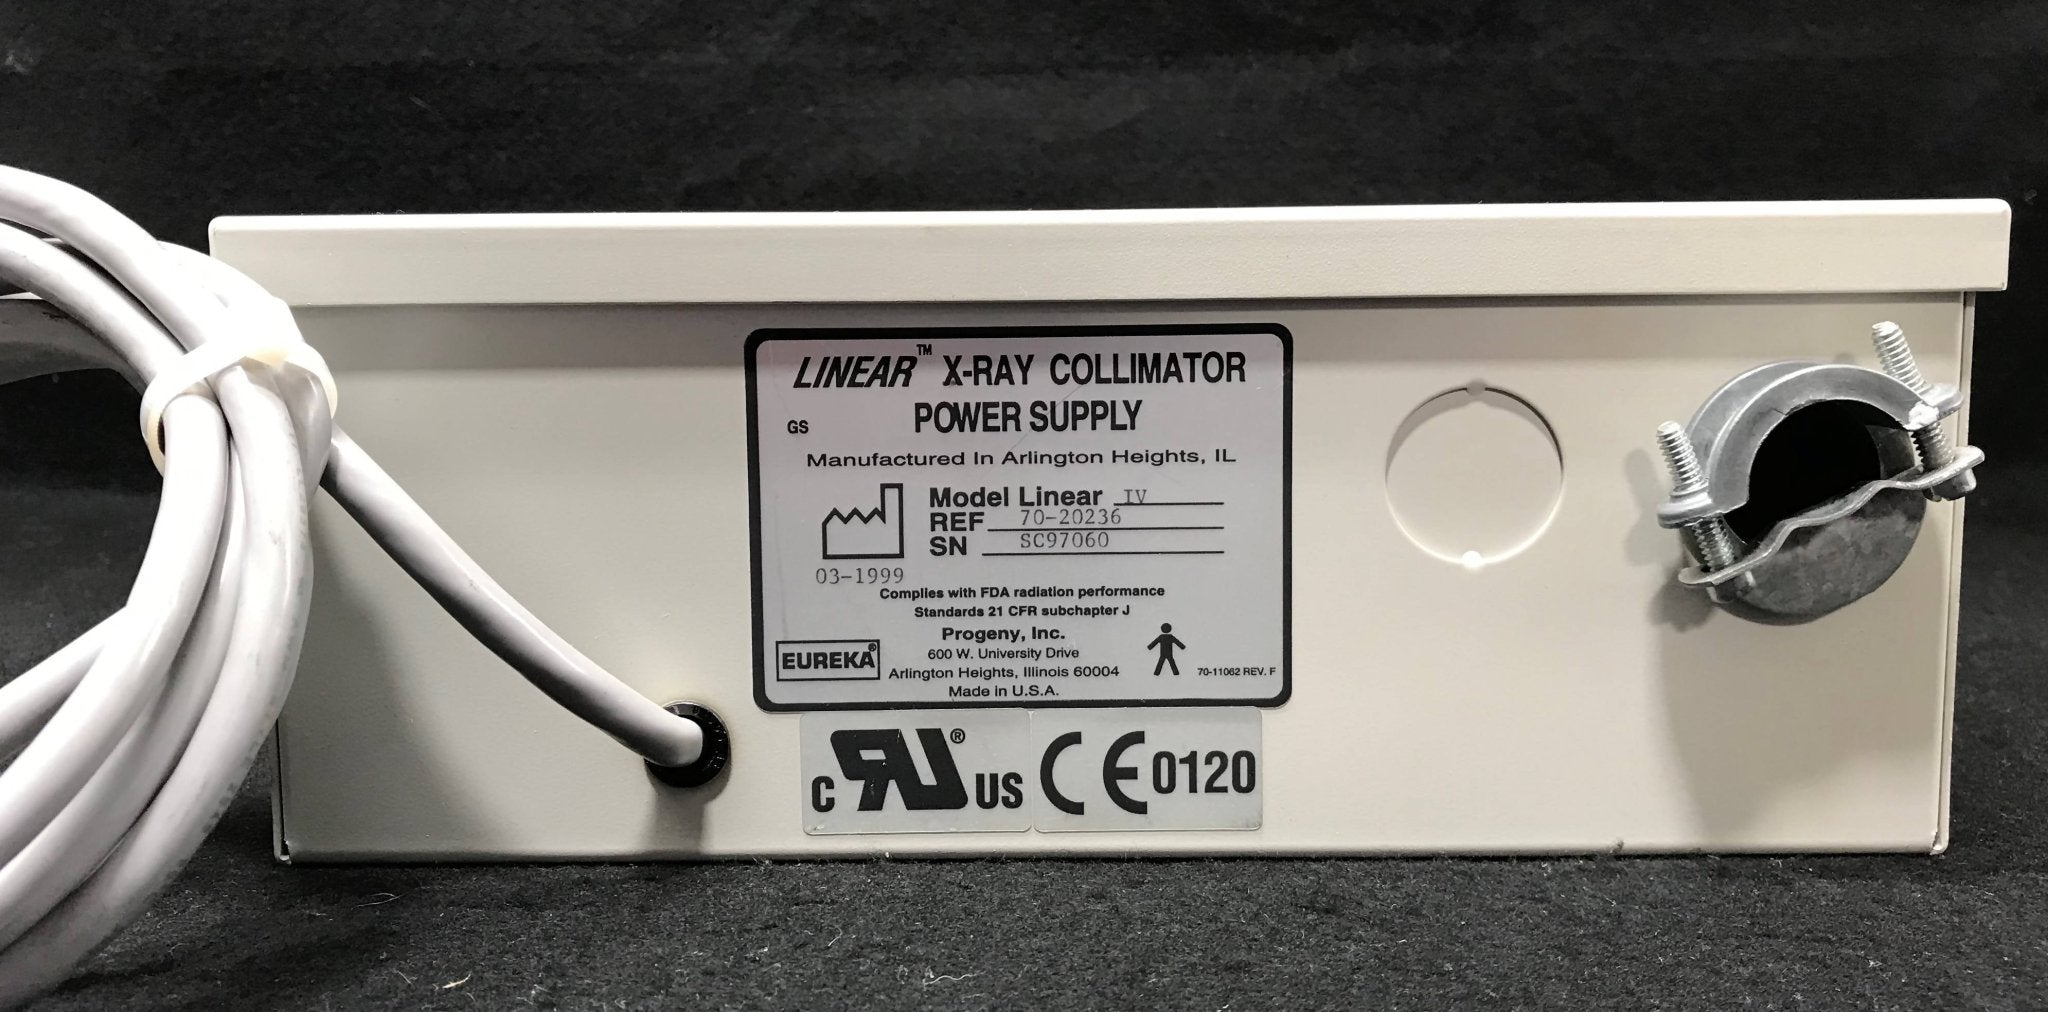 LINEAR™ X-RAY COLLIMATOR
POWER SUPPLY
GS
Manufactured In Arlington Heights, IL
Model Linear IV
REF 70-20236
SN SC97060
03-1999
Complies with FDA radiation performance
Standards 21 CFR subchapter J
Progeny, Inc.
600 W. University Drive
Arlington Heights, Illinois 60004
Made in U.S.A.
EUREKA®
70-11062 REV. F
C RU® US
CE 0120